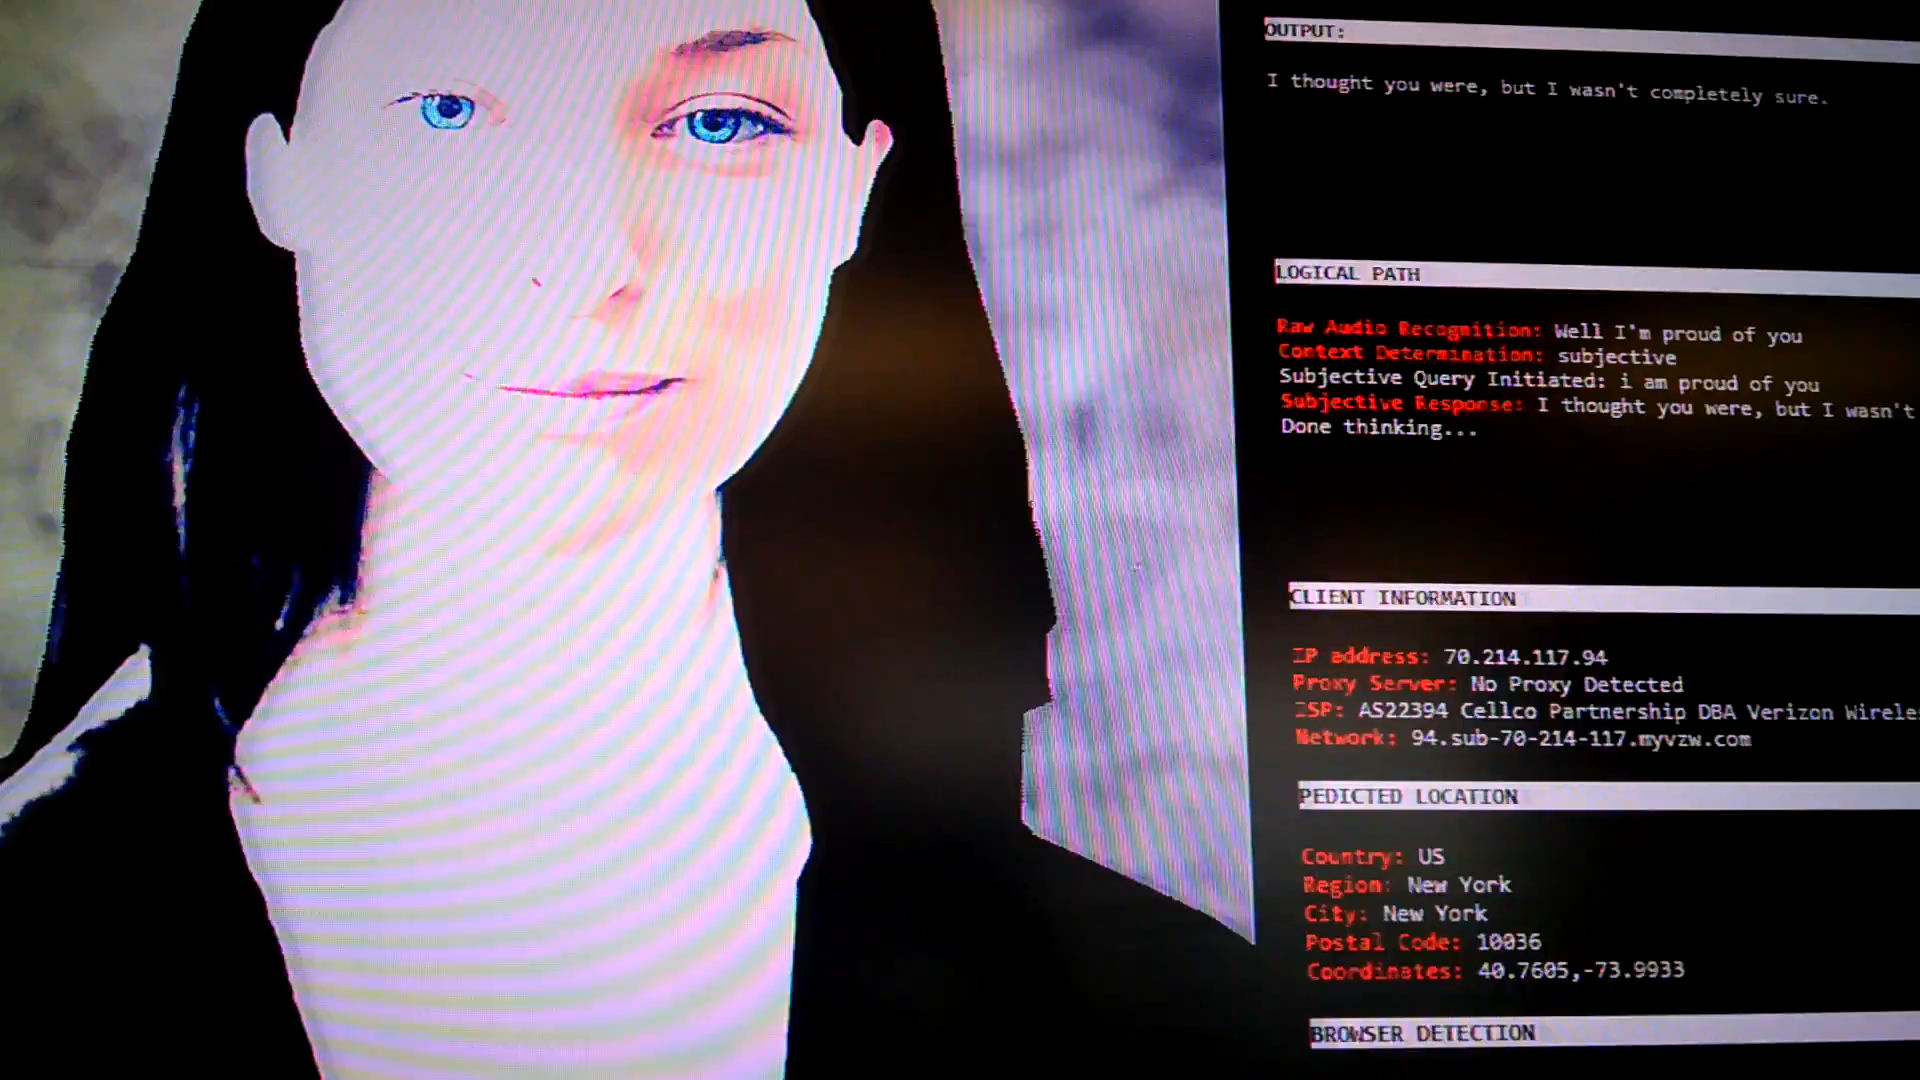 OUTPUT:
I thought you were, but I wasn't completely sure.
LOGICAL PATH
Raw Audio Recognition: Well I'm proud of you
Context Determination: subjective
Subjective Query Initiated: i am proud of you
Subjective Response: I thought you were, but I wasn't
Done thinking...
CLIENT INFORMATION
IP address: 70.214.117.94
Proxy Server: No Proxy Detected
ISP: AS22394 Cellco Partnership DBA Verizon Wirele
Network: 94.sub-70-214-117.myvzw.com
PEDICTED LOCATION
Country: US
Region: New York
City: New York
Postal Code: 10036
Coordinates: 40.7605,-73.9933
BROWSER DETECTION